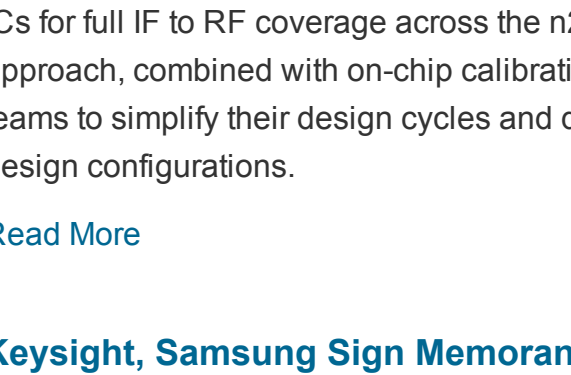 Cs for full IF to RF coverage across the n2
pproach, combined with on-chip calibrati
eams to simplify their design cycles and
esign configurations.
Read More
Keysight, Samsung Sign Memoran